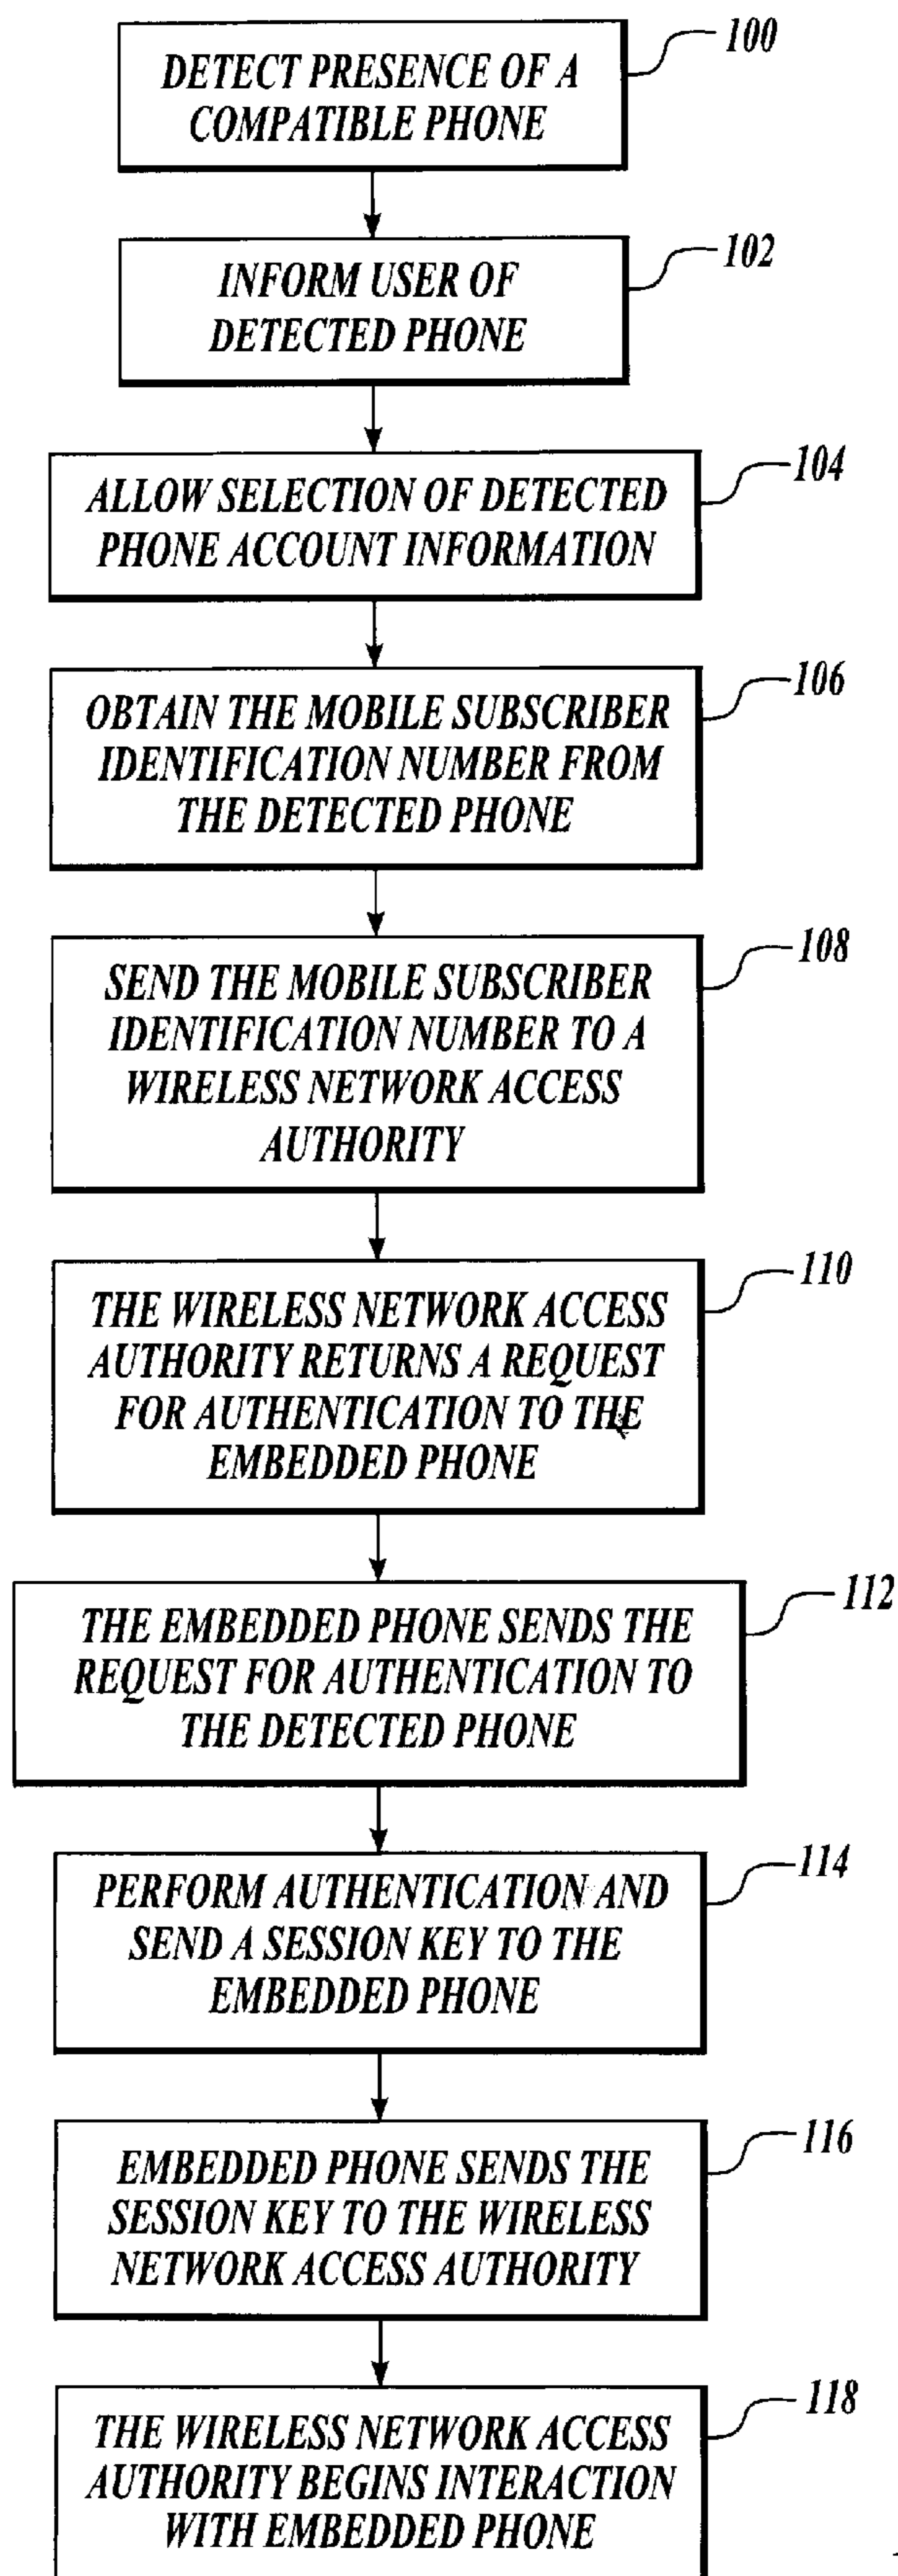 DETECT PRESENCE OF A
COMPATIBLE PHONE
100
INFORM USER OF
DETECTED PHONE
102
ALLOW SELECTION OF DETECTED
PHONE ACCOUNT INFORMATION
104
OBTAIN THE MOBILE SUBSCRIBER
IDENTIFICATION NUMBER FROM
THE DETECTED PHONE
106
SEND THE MOBILE SUBSCRIBER
IDENTIFICATION NUMBER TO A
WIRELESS NETWORK ACCESS
AUTHORITY
108
THE WIRELESS NETWORK ACCESS
AUTHORITY RETURNS A REQUEST
FOR AUTHENTICATION TO THE
EMBEDDED PHONE
110
THE EMBEDDED PHONE SENDS THE
REQUEST FOR AUTHENTICATION TO
THE DETECTED PHONE
112
PERFORM AUTHENTICATION AND
SEND A SESSION KEY TO THE
EMBEDDED PHONE
114
EMBEDDED PHONE SENDS THE
SESSION KEY TO THE WIRELESS
NETWORK ACCESS AUTHORITY
116
THE WIRELESS NETWORK ACCESS
AUTHORITY BEGINS INTERACTION
WITH EMBEDDED PHONE
118